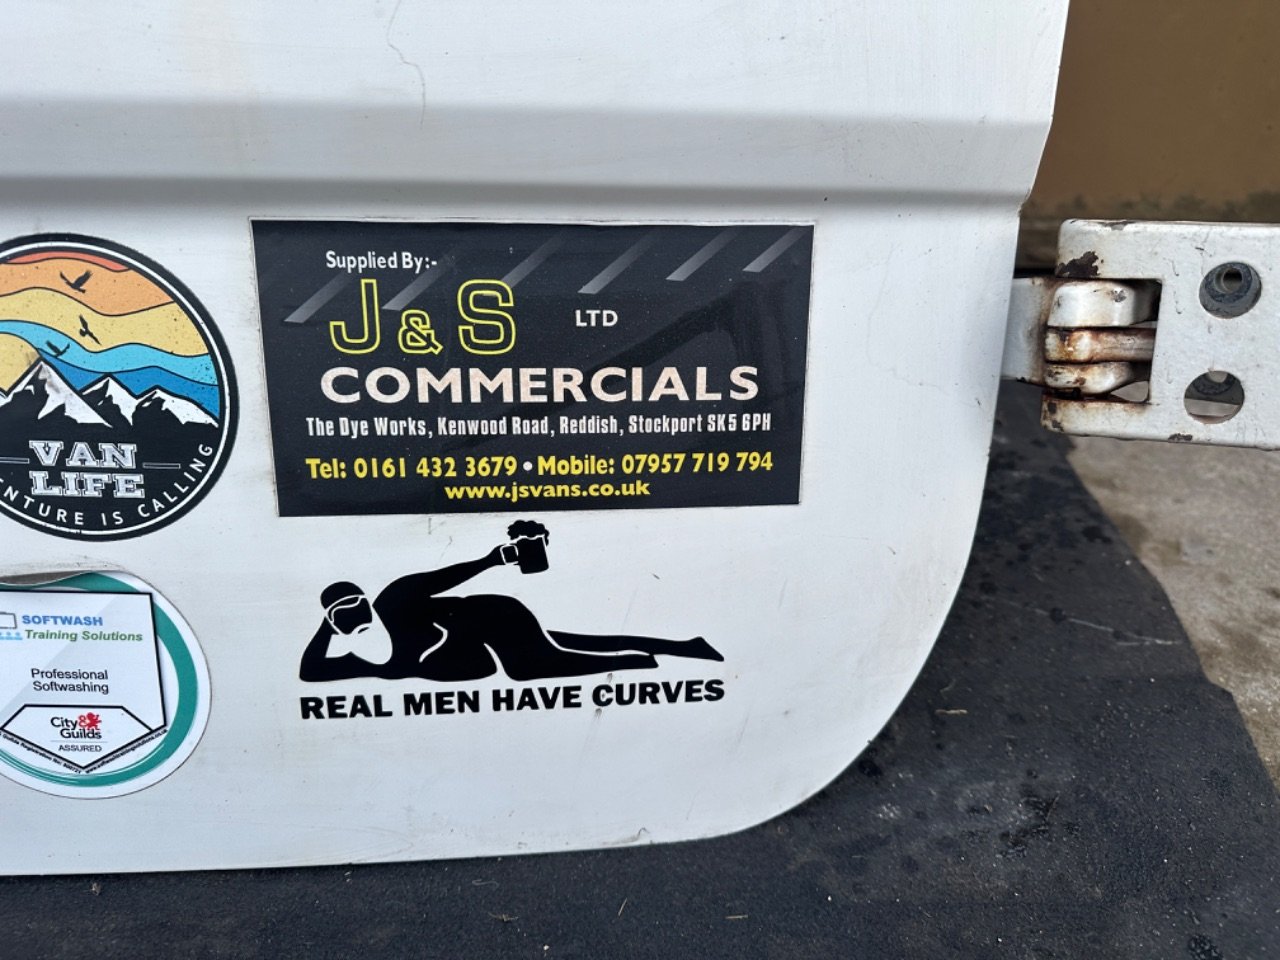 Supplied By:-
J & S LTD
COMMERCIALS
The Dye Works, Kenwood Road, Reddish, Stockport SK5 6PH
Tel: 0161 432 3679 • Mobile: 07957 719 794
www.jsvans.co.uk
VAN
LIFE
ENTURE IS CALLING
REAL MEN HAVE CURVES
SOFTWASH
Training Solutions
Professional
Softwashing
City&
Guilds
ASSURED